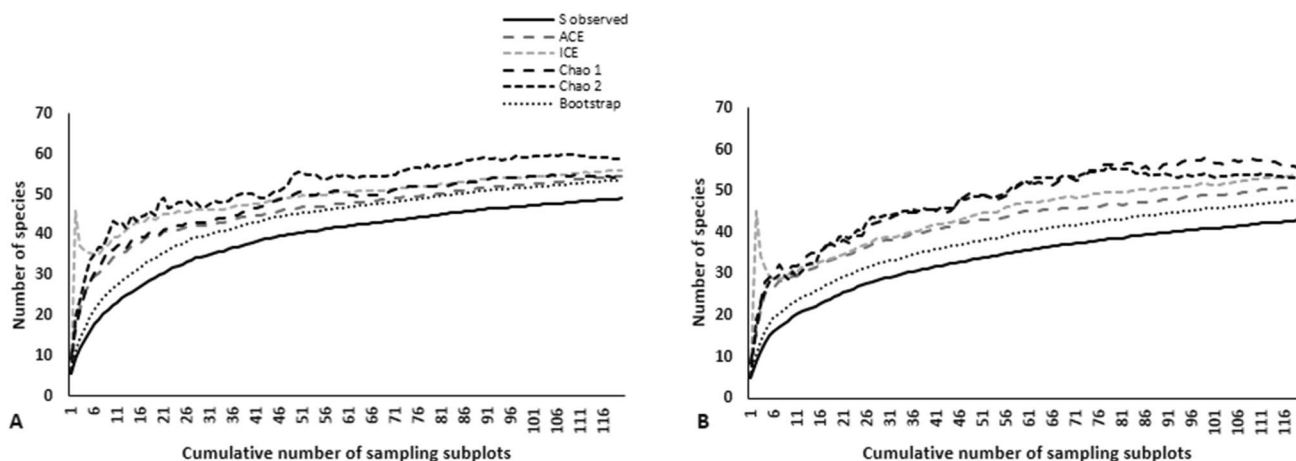 S observed
ACE
ICE
Chao 1
Chao 2
Bootstrap
Number of species
70
60
50
40
30
20
10
0
1 6 11 16 21 26 31 36 41 46 51 56 61 66 71 76 81 86 91 96 101 106 111 116
A
Cumulative number of sampling subplots
Number of species
70
60
50
40
30
20
10
0
1 6 11 16 21 26 31 36 41 46 51 56 61 66 71 76 81 86 91 96 101 106 111 116
B
Cumulative number of sampling subplots